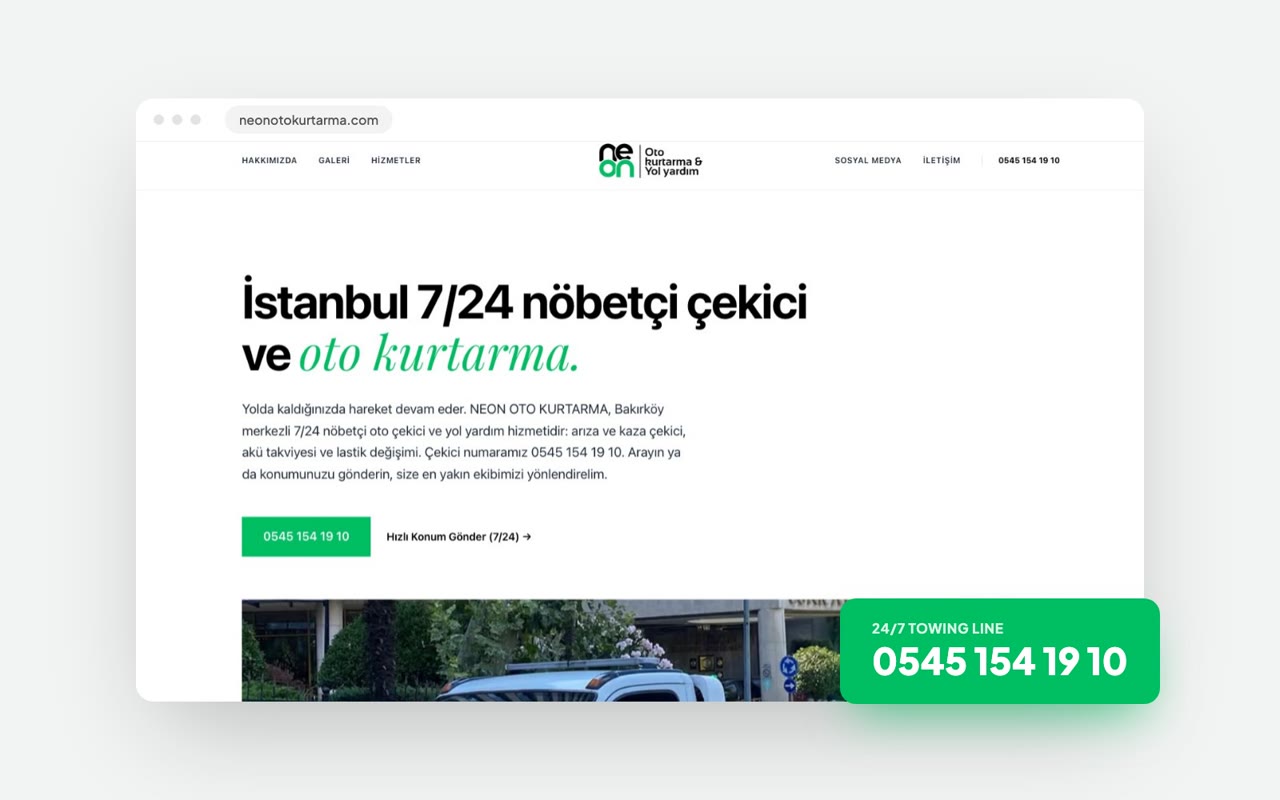 neonotokurtarma.com
HAKKIMIZDA
GALERİ
HİZMETLER
neon
Oto
kurtarma &
Yol yardım
SOSYAL MEDYA
İLETİŞİM
0545 154 19 10
İstanbul 7/24 nöbetçi çekici
ve oto kurtarma.
Yolda kaldığınızda hareket devam eder. NEON OTO KURTARMA, Bakırköy
merkezli 7/24 nöbetçi oto çekici ve yol yardım hizmetidir: arıza ve kaza çekici,
akü takviyesi ve lastik değişimi. Çekici numaramız 0545 154 19 10. Arayın ya
da konumunuzu gönderin, size en yakın ekibimizi yönlendirelim.
0545 154 19 10
Hızlı Konum Gönder (7/24) →
24/7 TOWING LINE
0545 154 19 10